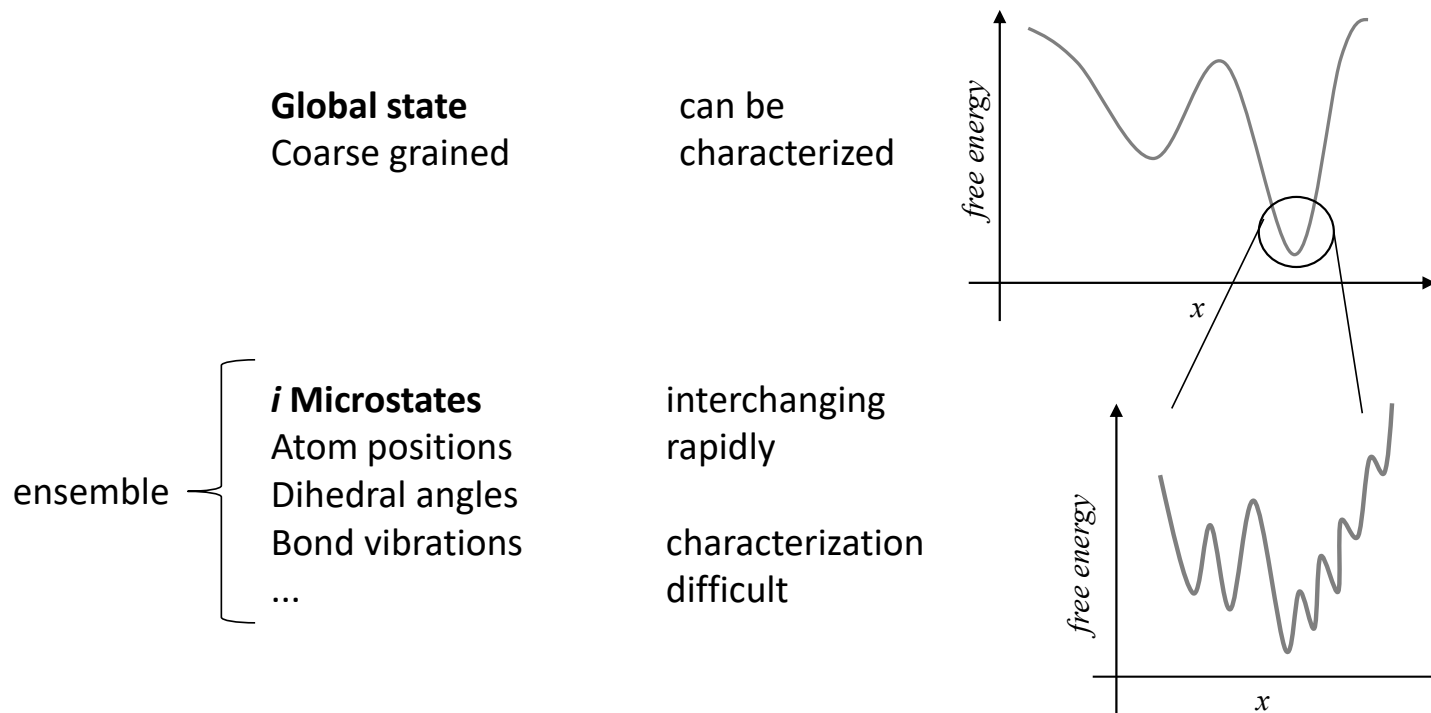 Global state
Coarse grained
can be
characterized
free energy
x
ensemble
i Microstates
Atom positions
Dihedral angles
Bond vibrations
...
interchanging
rapidly
characterization
difficult
free energy
x